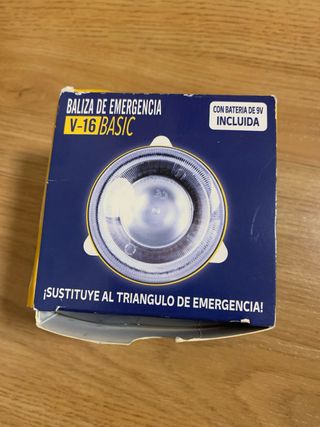 BALIZA DE EMERGENCIA
V-16 BASIC
CON BATERIA DE 9V
INCLUIDA
¡SUSTITUYE AL TRIANGULO DE EMERGENCIA!